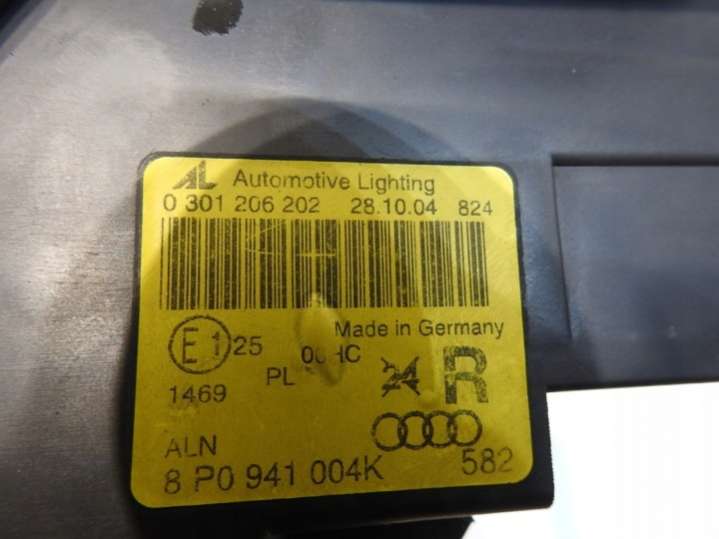 AL Automotive Lighting
0 301 206 202 28.10.04 824
Made in Germany
E1 25 HC
PL R
1469
ALN
582
8 P0 941 004K